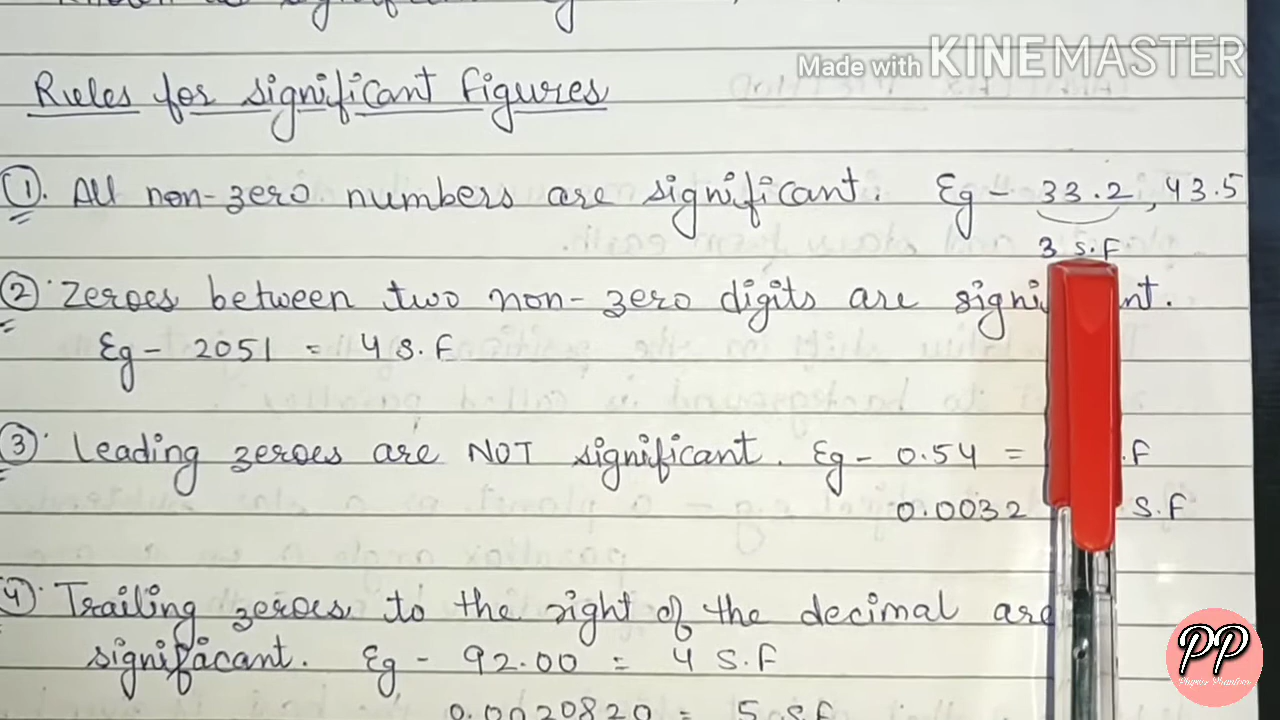 Made with KINEMASTER
Rules for significant figures
(1). All non-zero numbers are significant. Eg - 33.2, 43.5
3 S.F
(2) Zeroes between two non-zero digits are signi nt.
Eg - 2051 = 4 S.F
(3) Leading zeroes are NOT significant. Eg - 0.54 = .F
0.0032 S.F
(4) Trailing zeroes to the right of the decimal are
significant. Eg - 92.00 = 4 S.F
0.0020820 = 5 S.F
PP
Physics Phantom